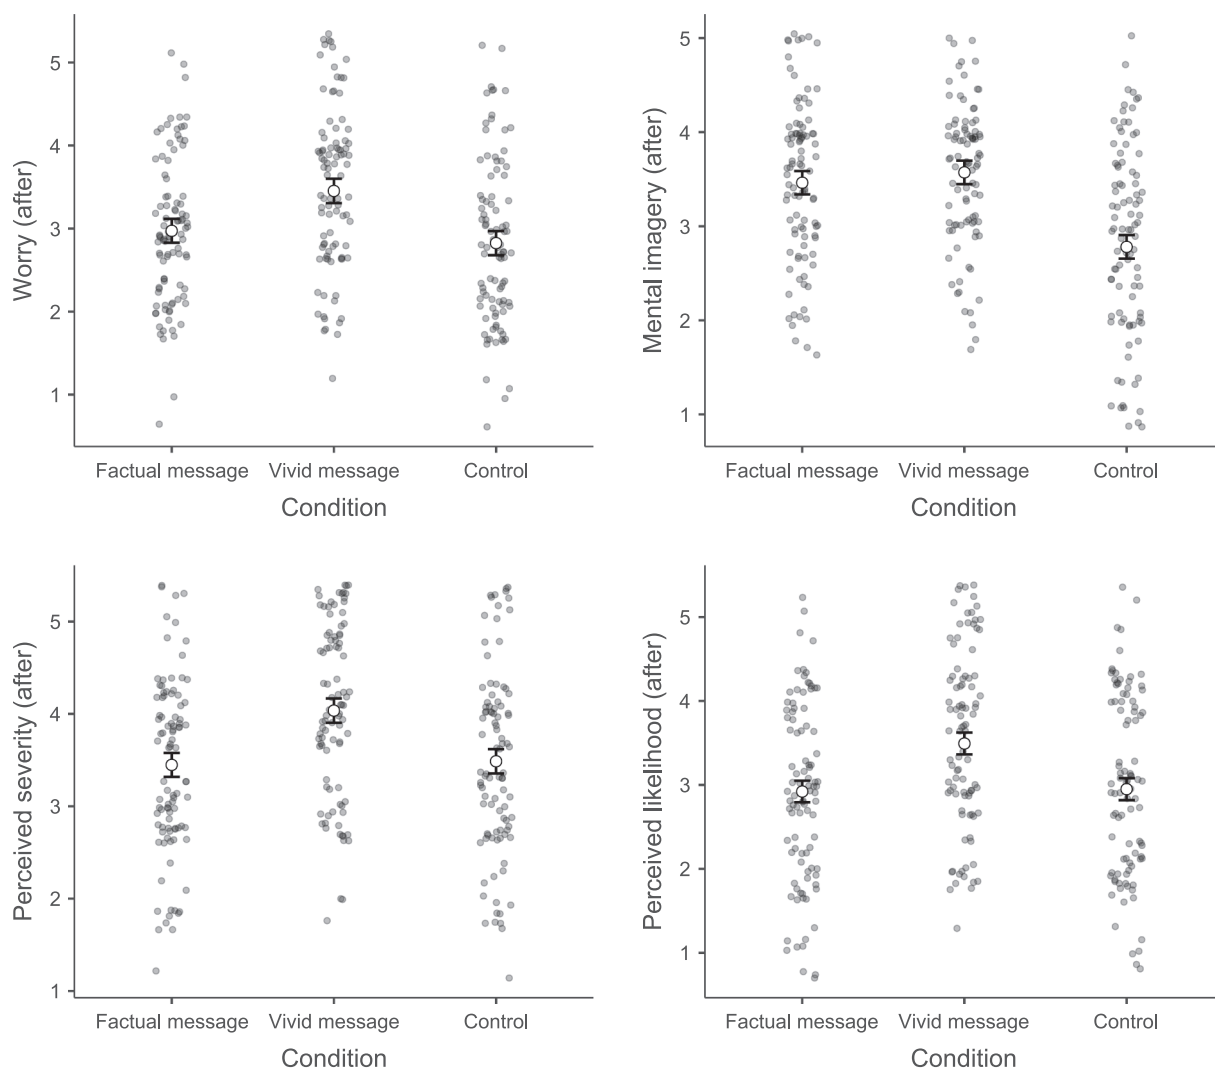 Worry (after)
5
4
3
2
1
Factual message Vivid message Control
Condition
Mental imagery (after)
5
4
3
2
1
Factual message Vivid message Control
Condition
Perceived severity (after)
5
4
3
2
1
Factual message Vivid message Control
Condition
Perceived likelihood (after)
5
4
3
2
1
Factual message Vivid message Control
Condition